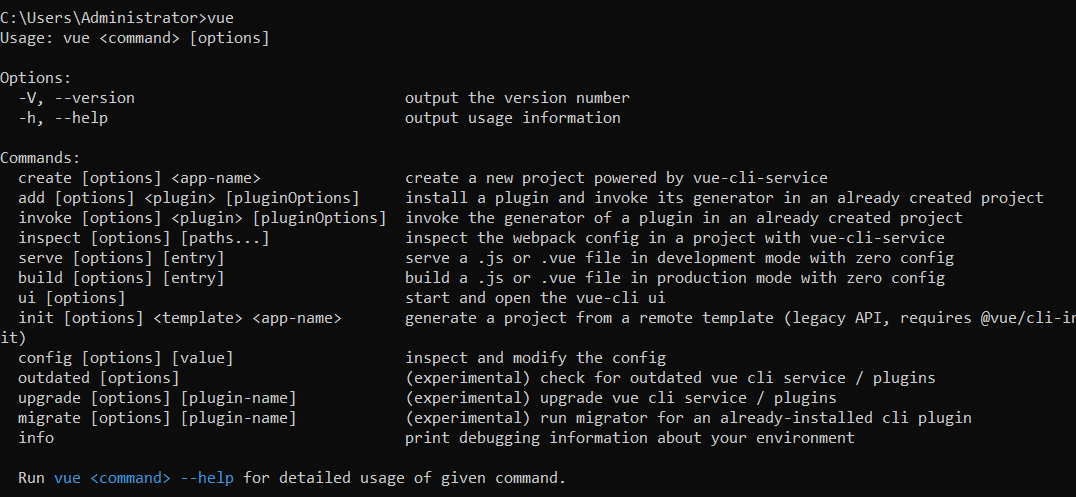 C:\Users\Administrator>vue
Usage: vue <command> [options]
Options:
-V, --version output the version number
-h, --help output usage information
Commands:
create [options] <app-name> create a new project powered by vue-cli-service
add [options] <plugin> [pluginOptions] install a plugin and invoke its generator in an already created project
invoke [options] <plugin> [pluginOptions] invoke the generator of a plugin in an already created project
inspect [options] [paths...] inspect the webpack config in a project with vue-cli-service
serve [options] [entry] serve a .js or .vue file in development mode with zero config
build [options] [entry] build a .js or .vue file in production mode with zero config
ui [options] start and open the vue-cli ui
init [options] <template> <app-name> generate a project from a remote template (legacy API, requires @vue/cli-in
it)
config [options] [value] inspect and modify the config
outdated [options] (experimental) check for outdated vue cli service / plugins
upgrade [options] [plugin-name] (experimental) upgrade vue cli service / plugins
migrate [options] [plugin-name] (experimental) run migrator for an already-installed cli plugin
info print debugging information about your environment
Run vue <command> --help for detailed usage of given command.